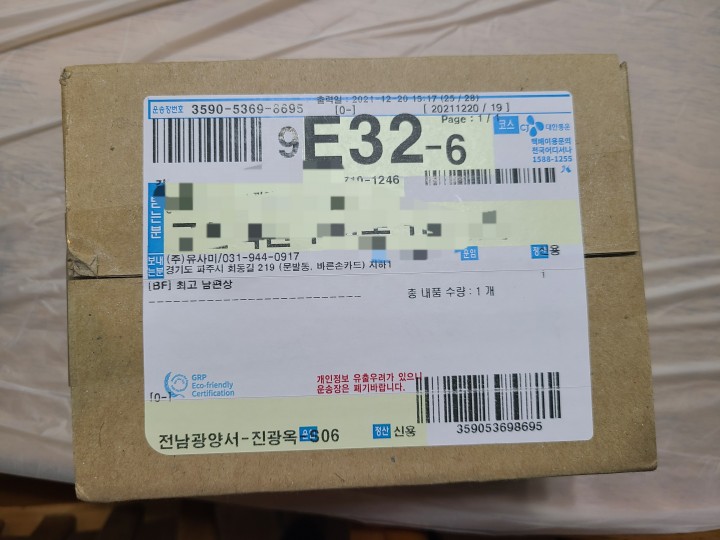 출력일 : 2021-12-20 15:17 (25 / 28)
운송장번호 3590-5369-8695 [0-] [ 20211220 / 19 ]
Page : 1 / 1
9 E32-6
코스 CJ 대한통운
택배이용문의
전국어디서나
1588-1255
-1246
받는분
보내는분 (주)유사미/031-944-0917
경기도 파주시 회동길 219 (문발동, 바른손카드) 지하1
운임 신용
1
[BF] 최고 남편상
총 내품 수량 : 1 개
GRP
Eco-friendly
Certification
개인정보 유출우려가 있으니
운송장은 폐기바랍니다.
[0-]
359053698695
전남광양서-진광옥 S06
정산 신용